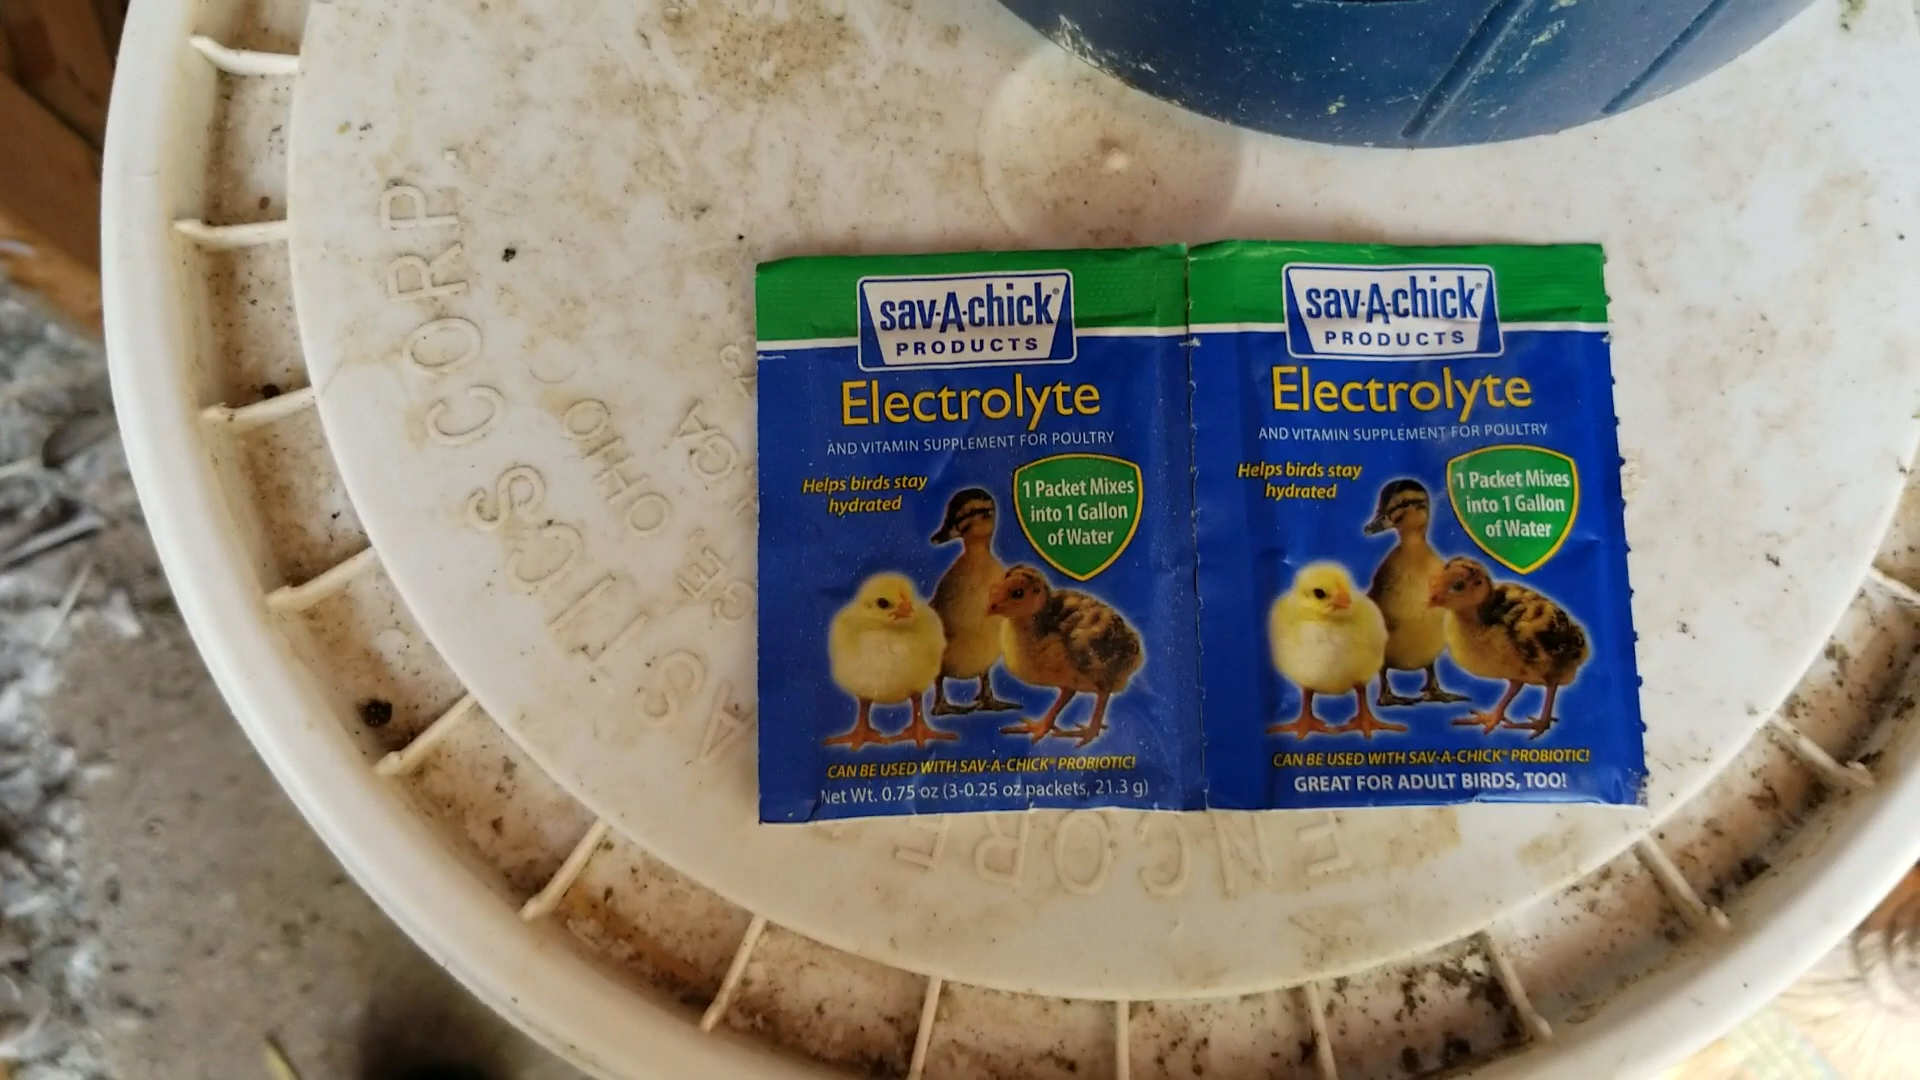 sav-A-chick®
PRODUCTS
Electrolyte
AND VITAMIN SUPPLEMENT FOR POULTRY
Helps birds stay
hydrated
1 Packet Mixes
into 1 Gallon
of Water
CAN BE USED WITH SAV-A-CHICK® PROBIOTIC!
Net Wt. 0.75 oz (3-0.25 oz packets, 21.3 g)
sav-A-chick®
PRODUCTS
Electrolyte
AND VITAMIN SUPPLEMENT FOR POULTRY
Helps birds stay
hydrated
1 Packet Mixes
into 1 Gallon
of Water
CAN BE USED WITH SAV-A-CHICK® PROBIOTIC!
GREAT FOR ADULT BIRDS, TOO!
ENCORE
PLASTICS CORP.
OHIO